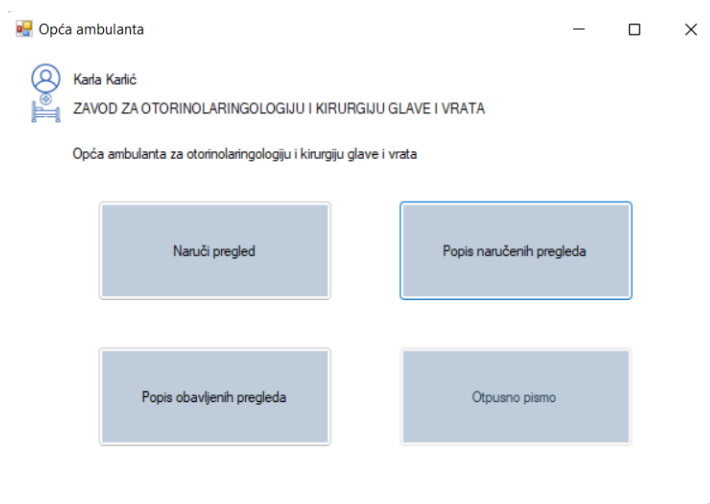 Opća ambulanta
Karla Karlić
ZAVOD ZA OTORINOLARINGOLOGIJU I KIRURGIJU GLAVE I VRATA
Opća ambulanta za otorinolaringologiju i kirurgiju glave i vrata
Naruči pregled
Popis naručenih pregleda
Popis obavljenih pregleda
Otpusno pismo